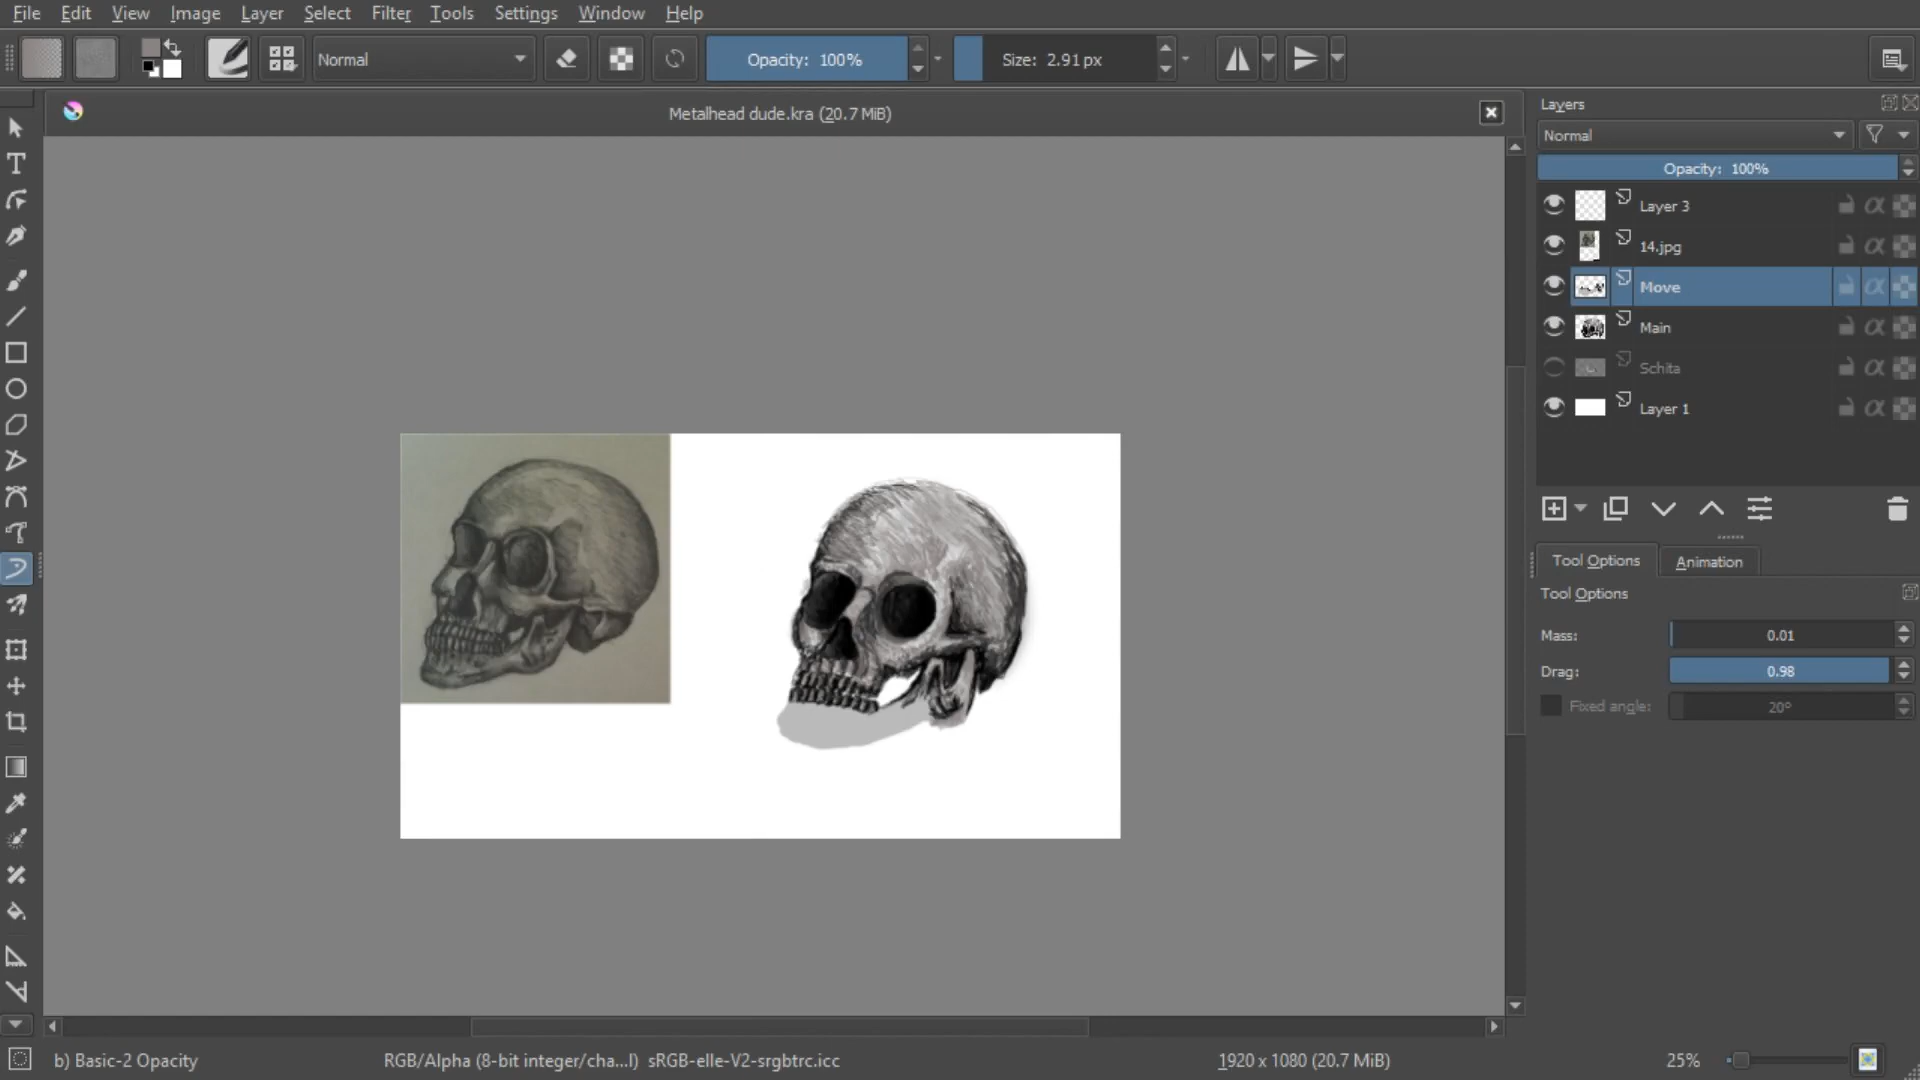 File Edit View Image Layer Select Filter Tools Settings Window Help
Normal
Opacity: 100%
Size: 2.91 px
Metalhead dude.kra (20.7 MiB)
Layers
Normal
Opacity: 100%
Layer 3
14.jpg
Move
Main
Schita
Layer 1
Tool Options Animation
Tool Options
Mass: 0.01
Drag: 0.98
Fixed angle: 20°
b) Basic-2 Opacity RGB/Alpha (8-bit integer/cha...l) sRGB-elle-V2-srgbtrc.icc 1920 x 1080 (20.7 MiB) 25%